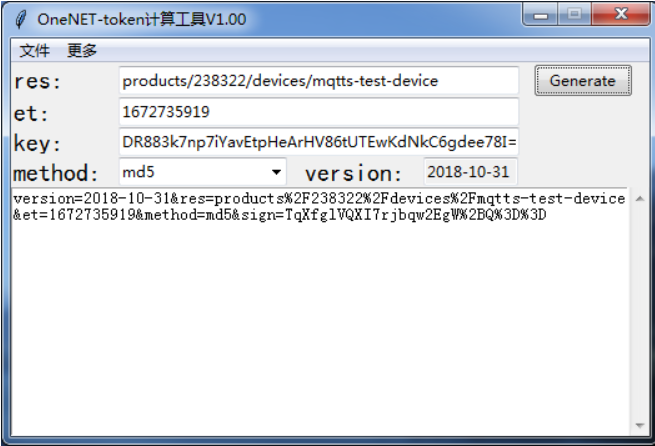 OneNET-token计算工具V1.00
文件 更多
res: products/238322/devices/mqtts-test-device Generate
et: 1672735919
key: DR883k7np7iYavEtpHeArHV86tUTEwKdNkC6gdee78I=
method: md5 version: 2018-10-31
version=2018-10-31&res=products%2F238322%2Fdevices%2Fmqtts-test-device
&et=1672735919&method=md5&sign=TqXfglVQXI7rjbqw2EgW%2BQ%3D%3D